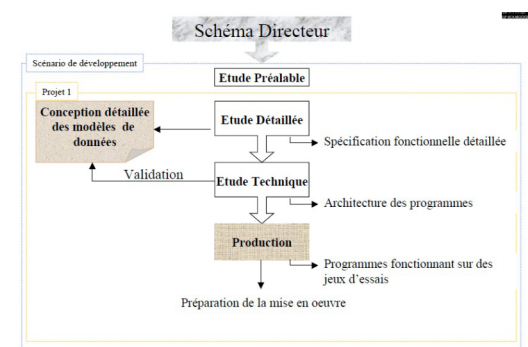 Schéma Directeur
Scénario de développement
Etude Préalable
Projet 1
Conception détaillée
des modèles de
données
Etude Détaillée
Spécification fonctionnelle détaillée
Validation
Etude Technique
Architecture des programmes
Production
Programmes fonctionnant sur des
jeux d'essais
Préparation de la mise en oeuvre